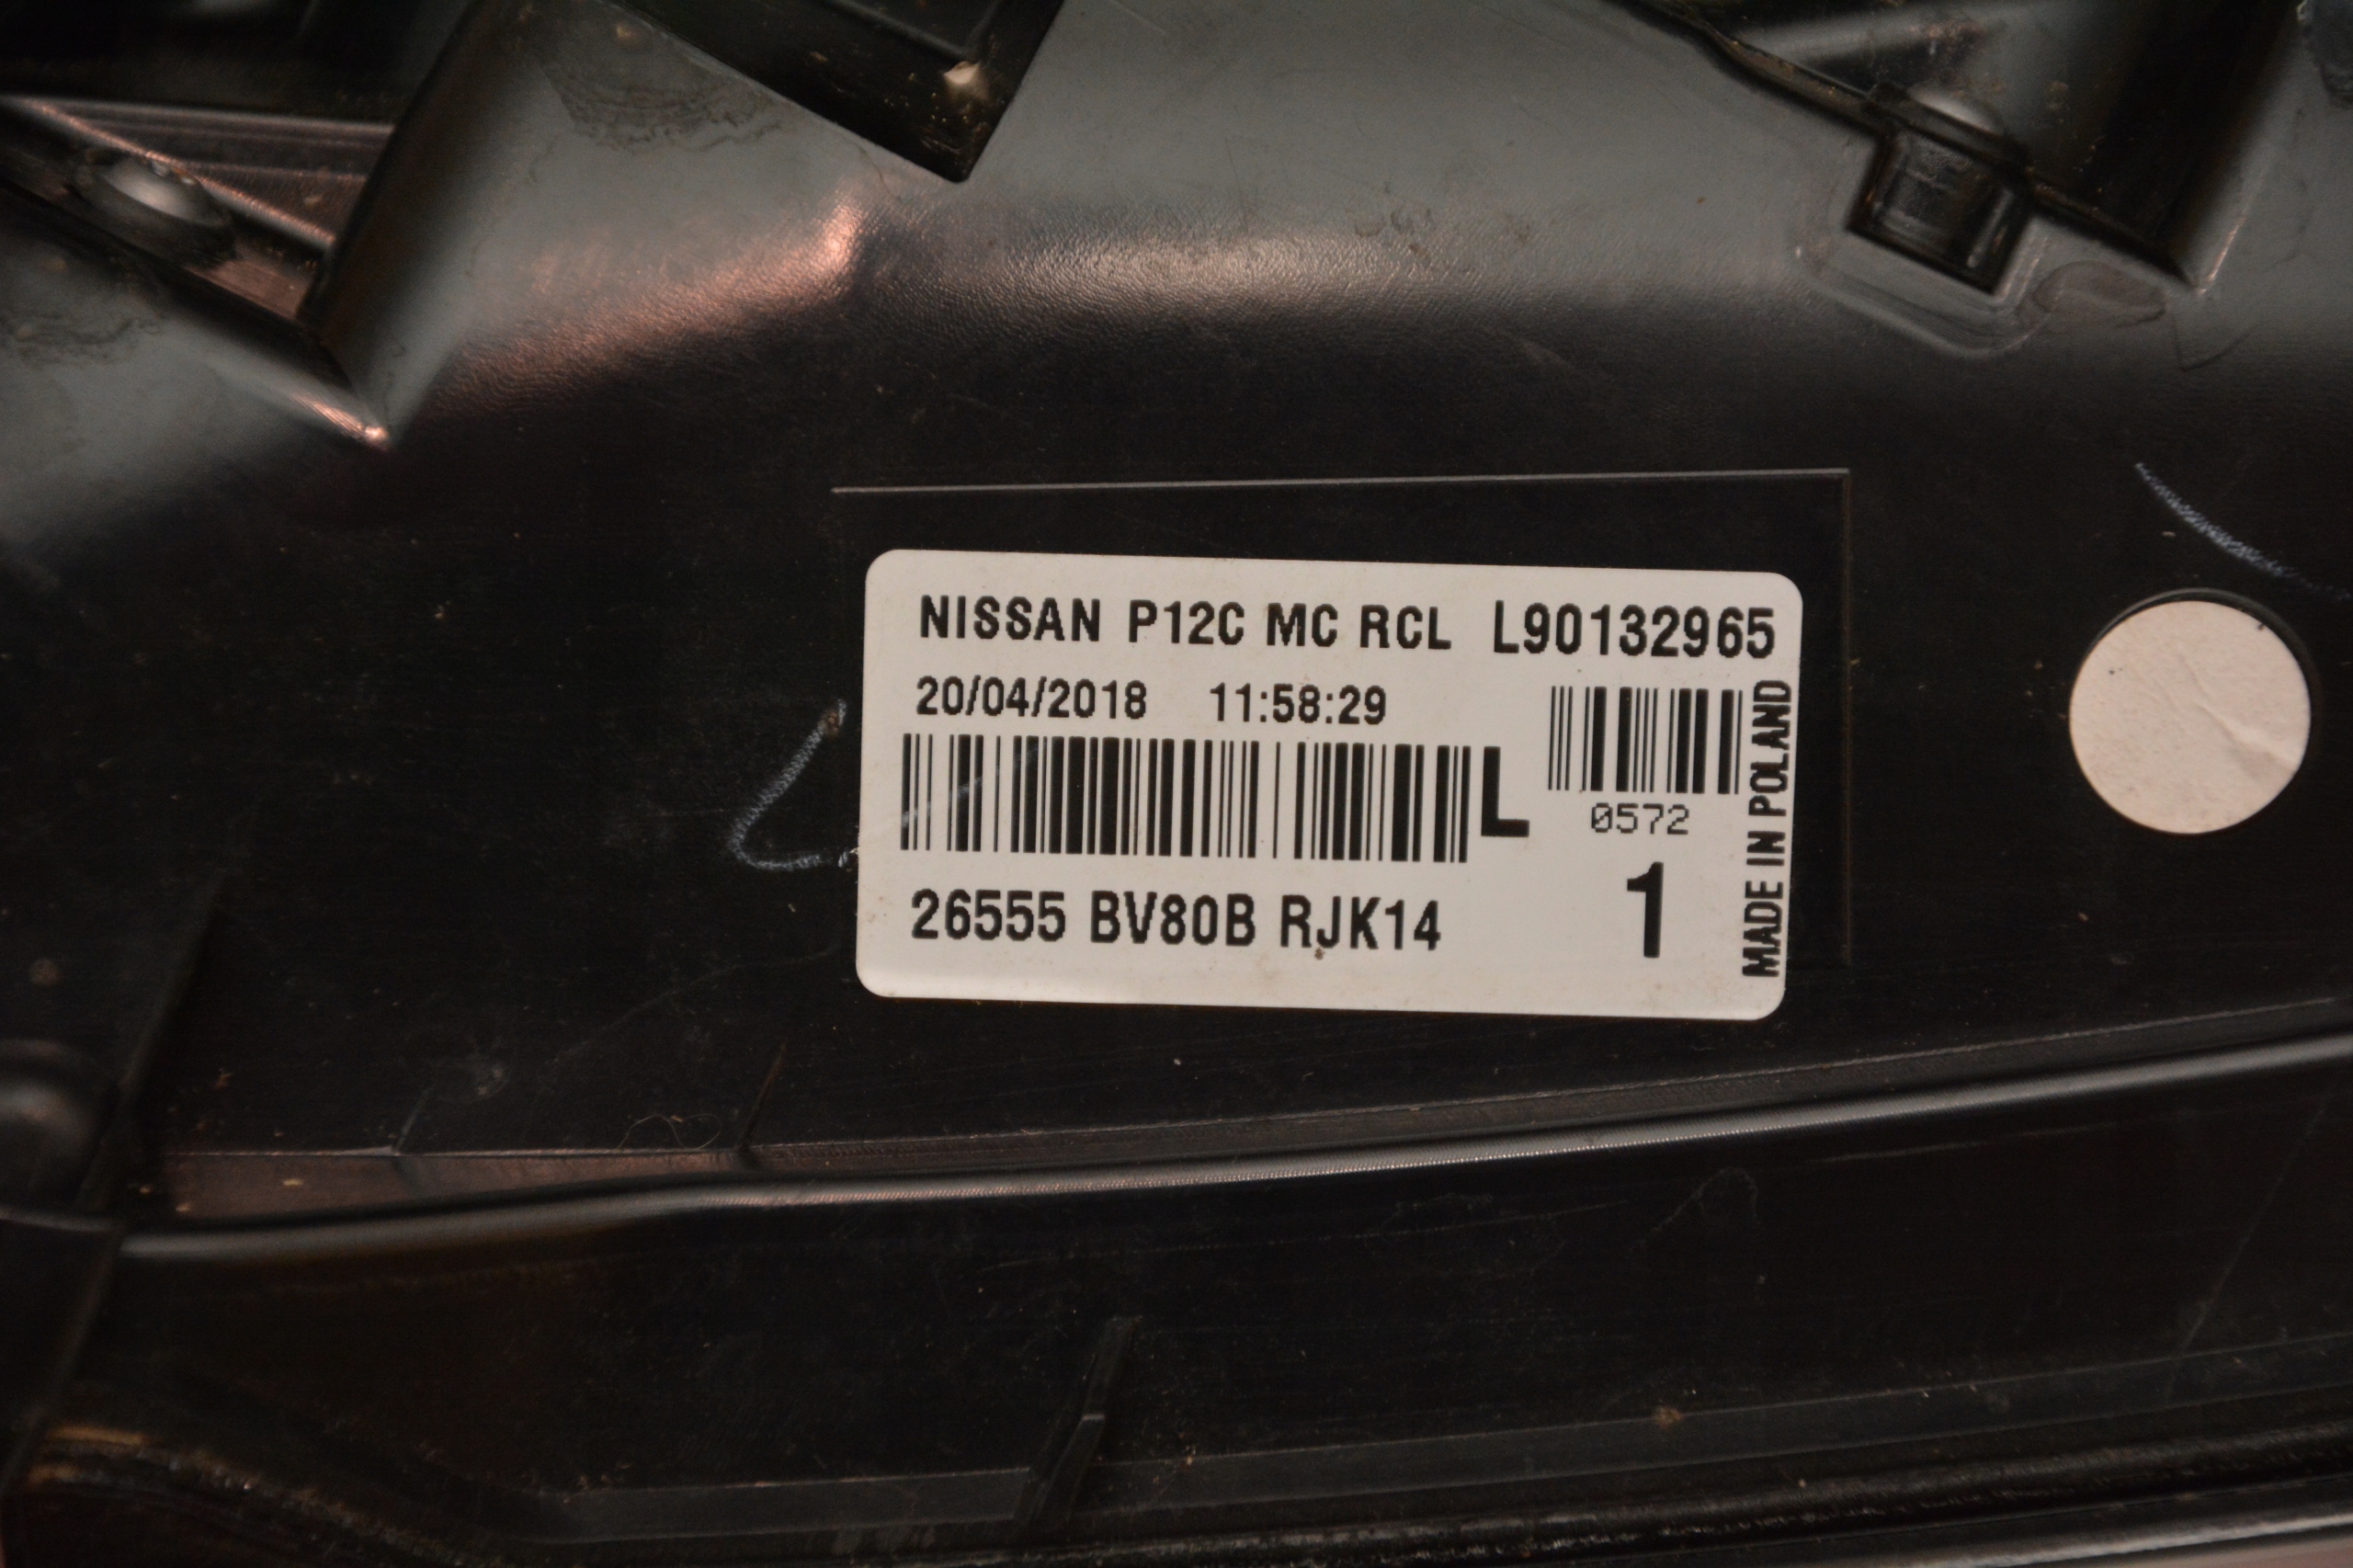 NISSAN P12C MC RCL L90132965
20/04/2018 11:58:29
L
0572
26555 BV80B RJK14
1
MADE IN POLAND